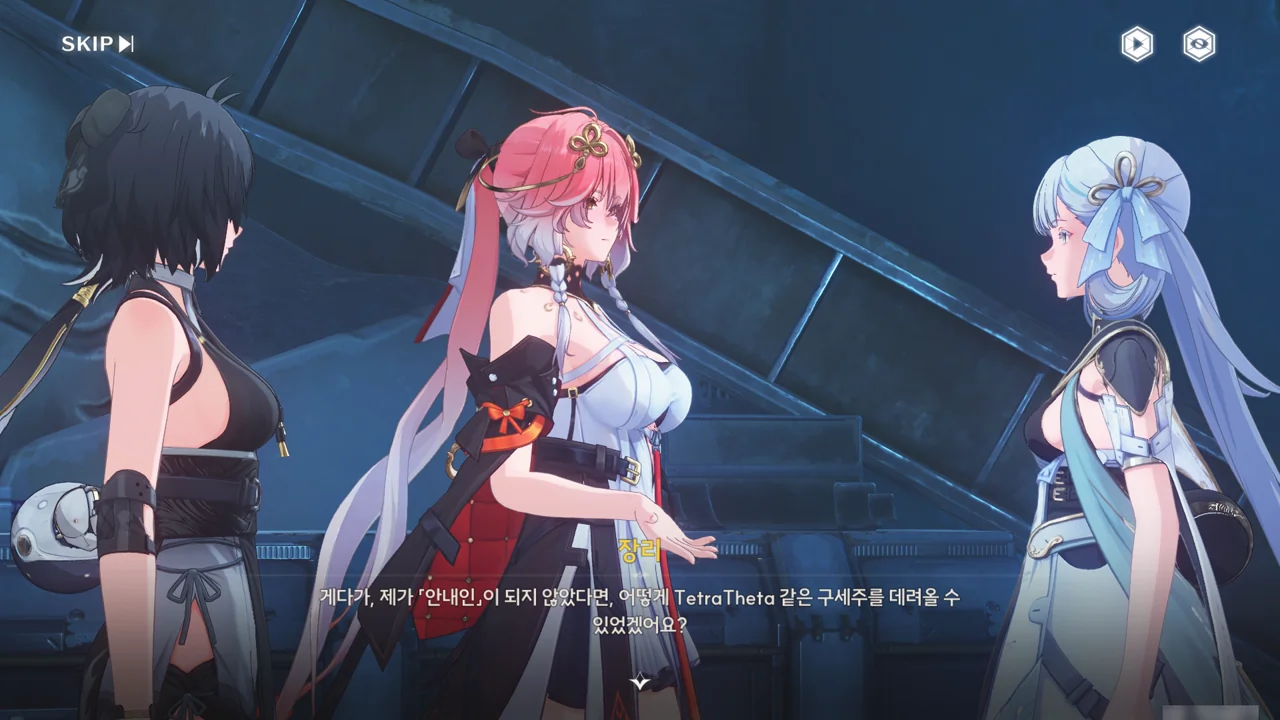 SKIP
장리
게다가, 제가 「안내인」이 되지 않았다면, 어떻게 TetraTheta 같은 구세주를 데려올 수
있었겠어요?